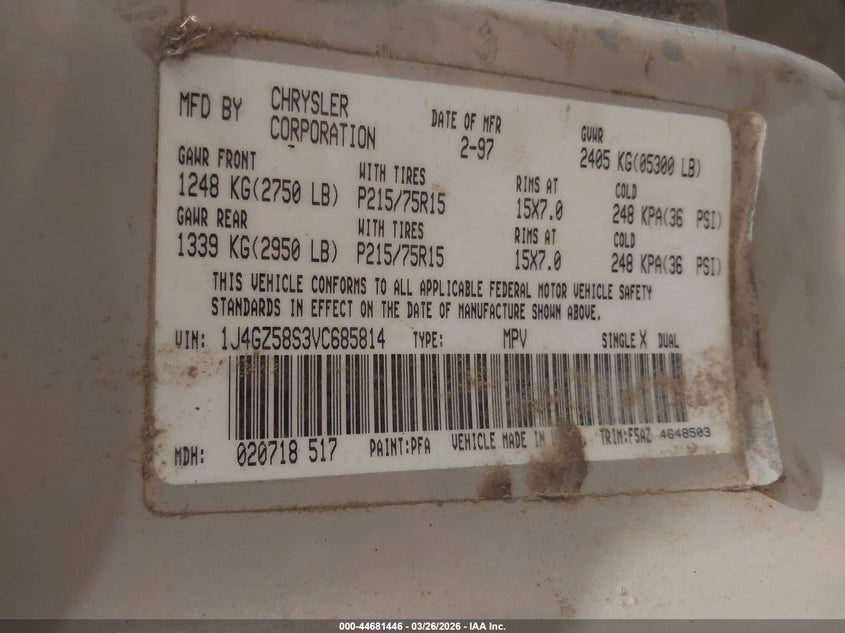 MFD BY CHRYSLER CORPORATION DATE OF MFR 2-97 GVWR 2405 KG(05300 LB)
GAWR FRONT WITH TIRES RIMS AT COLD
1248 KG(2750 LB) P215/75R15 15X7.0 248 KPA(36 PSI)
GAWR REAR WITH TIRES RIMS AT COLD
1339 KG(2950 LB) P215/75R15 15X7.0 248 KPA(36 PSI)
THIS VEHICLE CONFORMS TO ALL APPLICABLE FEDERAL MOTOR VEHICLE SAFETY
STANDARDS IN EFFECT ON THE DATE OF MANUFACTURE SHOWN ABOVE.
VIN: 1J4GZ58S3VC685814 TYPE: MPV SINGLE X DUAL
MDH: 020718 517 PAINT:PFA VEHICLE MADE IN TRIM:F5AZ 4648503
000-44681446 - 03/26/2026 - IAA Inc.